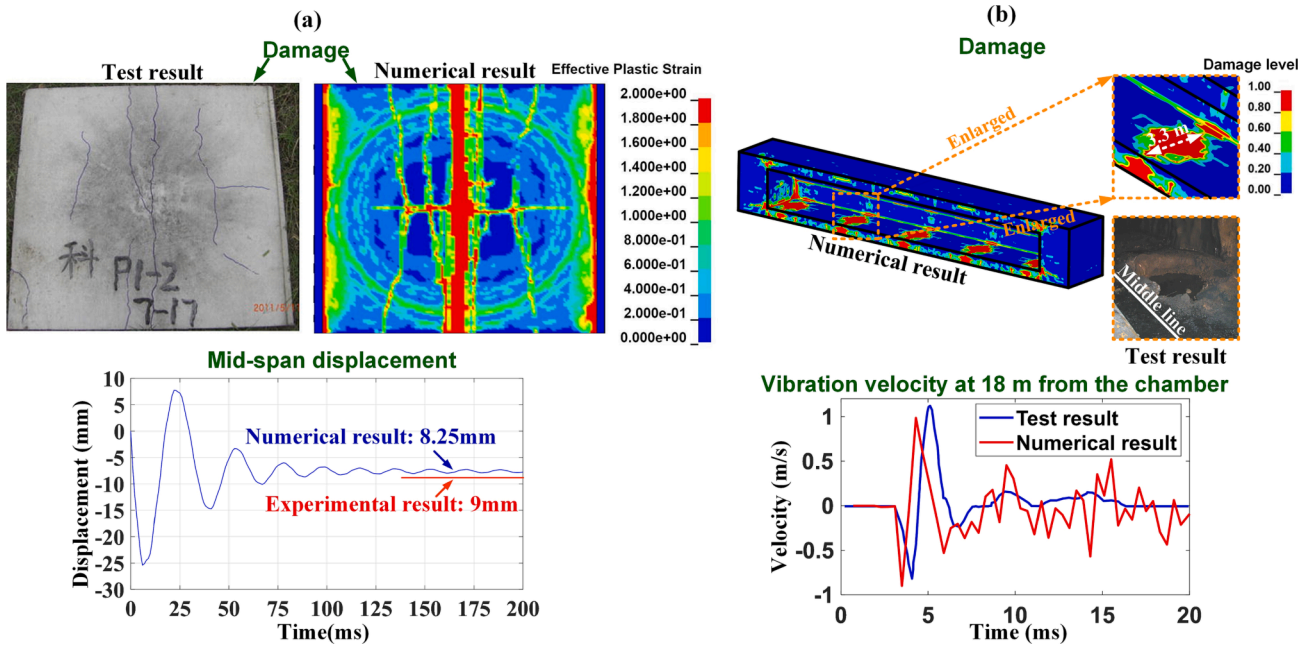 (a)
Damage
Test result
Numerical result
Effective Plastic Strain
2.000e+00
1.800e+00
1.600e+00
1.400e+00
1.200e+00
1.000e+00
8.000e-01
6.000e-01
4.000e-01
2.000e-01
0.000e+00
科
P1-2
7-17
Mid-span displacement
Displacement (mm)
10
5
0
-5
-10
-15
-20
-25
-30
Numerical result: 8.25mm
Experimental result: 9mm
0 25 50 75 100 125 150 175 200
Time(ms)
(b)
Damage
Damage level
1.00
0.80
0.60
0.40
0.20
0.00
Enlarged
Enlarged
Numerical result
Middle line
Test result
Vibration velocity at 18 m from the chamber
Velocity (m/s)
1
0.5
0
-0.5
-1
Test result
Numerical result
0 5 10 15 20
Time (ms)